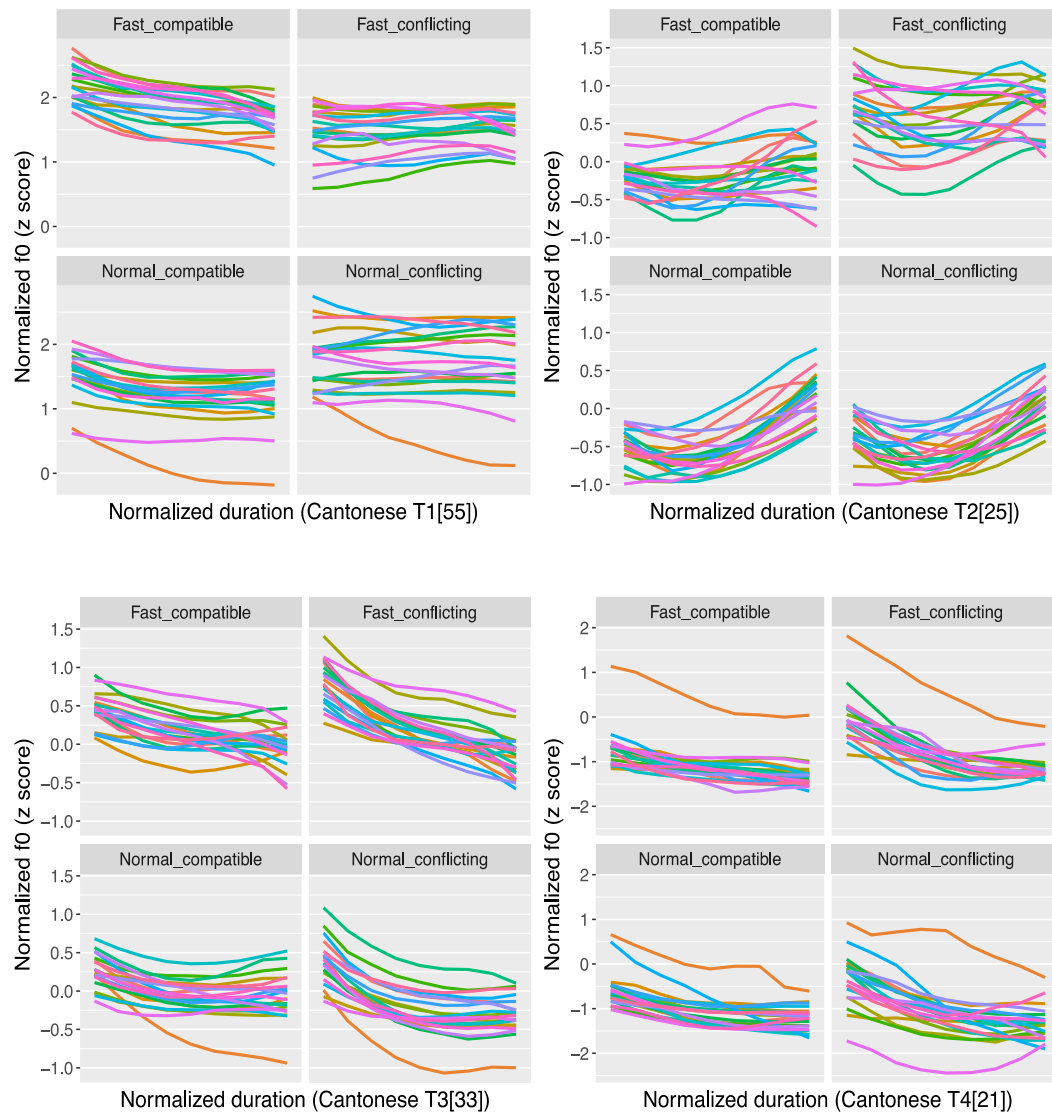 Fast_compatible Fast_conflicting
Normalized f0 (z score)
2
1
0
Normal_compatible Normal_conflicting
2
1
0
Normalized duration (Cantonese T1[55])
Fast_compatible Fast_conflicting
Normalized f0 (z score)
1.5
1.0
0.5
0.0
−0.5
−1.0
Normal_compatible Normal_conflicting
1.5
1.0
0.5
0.0
−0.5
−1.0
Normalized duration (Cantonese T2[25])
Fast_compatible Fast_conflicting
Normalized f0 (z score)
1.5
1.0
0.5
0.0
−0.5
−1.0
Normal_compatible Normal_conflicting
1.5
1.0
0.5
0.0
−0.5
−1.0
Normalized duration (Cantonese T3[33])
Fast_compatible Fast_conflicting
Normalized f0 (z score)
2
1
0
−1
−2
Normal_compatible Normal_conflicting
2
1
0
−1
−2
Normalized duration (Cantonese T4[21])